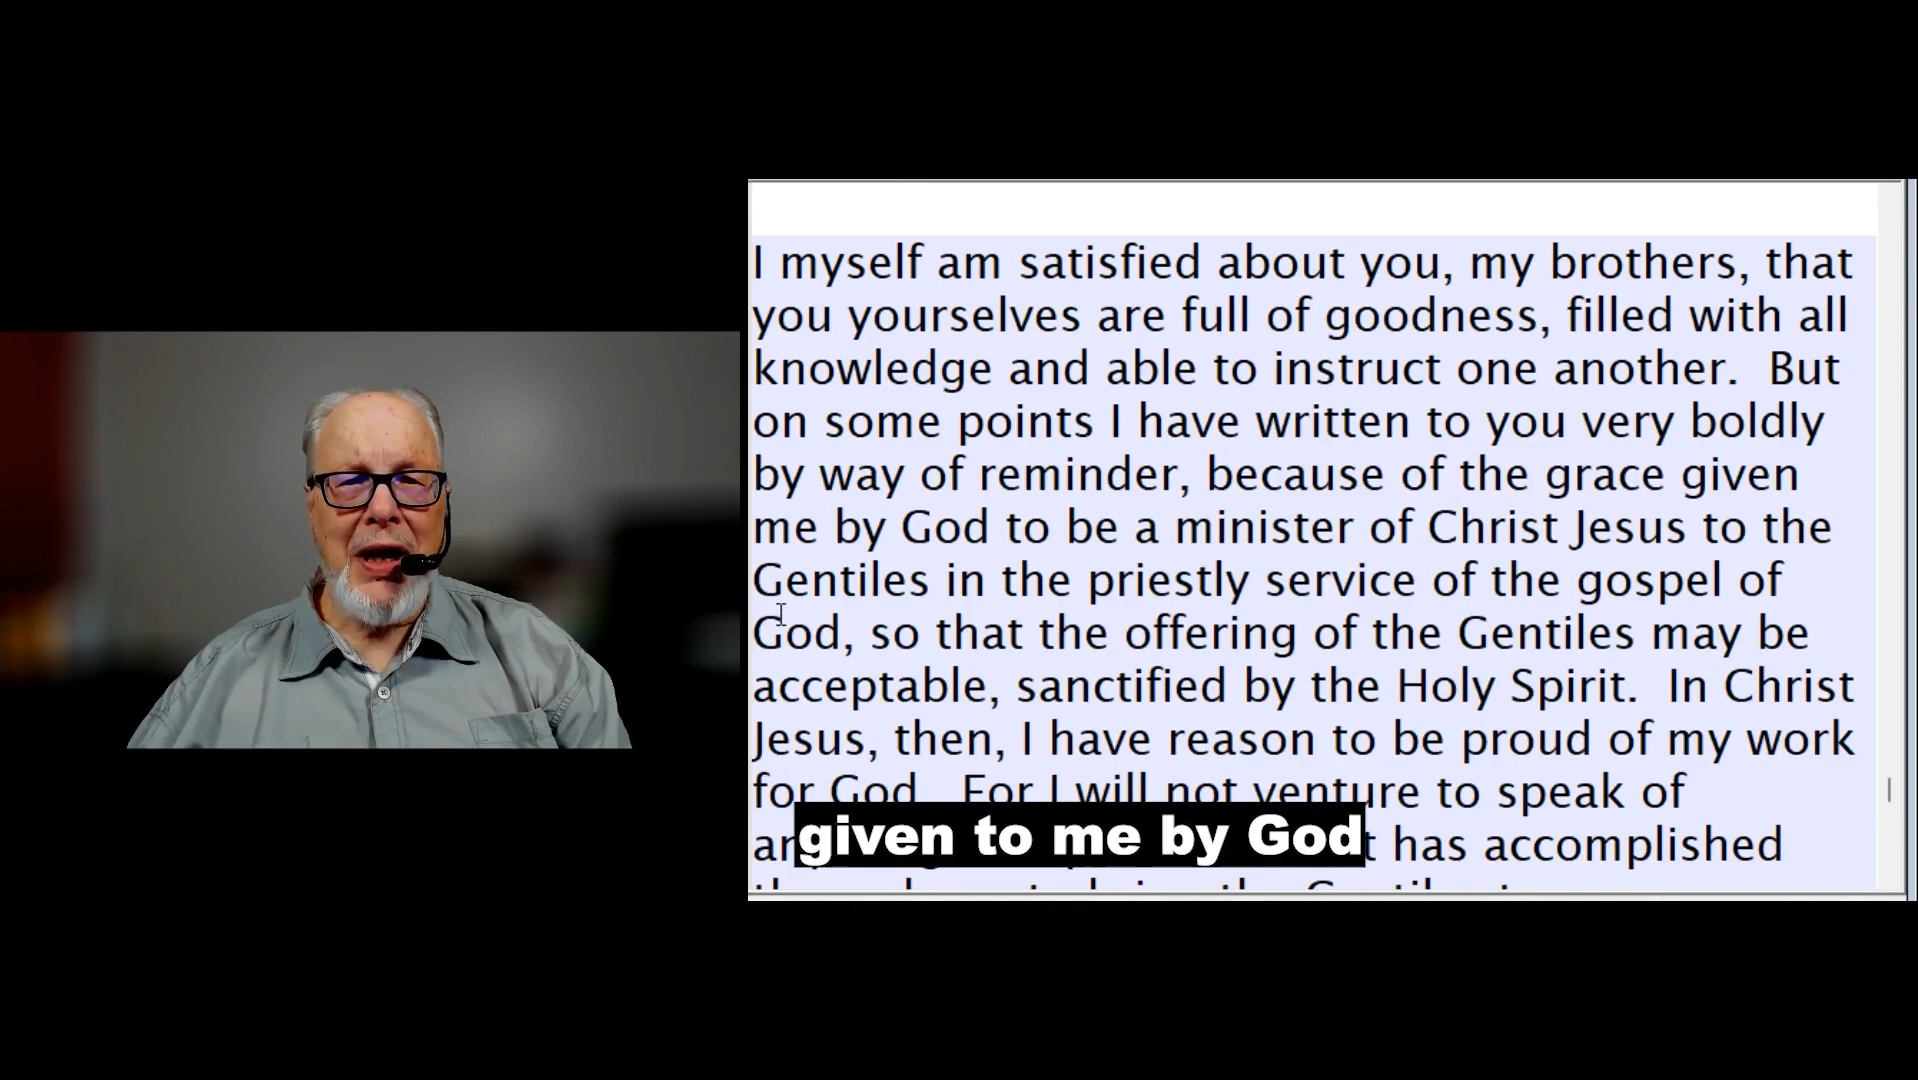 I myself am satisfied about you, my brothers, that
you yourselves are full of goodness, filled with all
knowledge and able to instruct one another.  But
on some points I have written to you very boldly
by way of reminder, because of the grace given
me by God to be a minister of Christ Jesus to the
Gentiles in the priestly service of the gospel of
God, so that the offering of the Gentiles may be
acceptable, sanctified by the Holy Spirit.  In Christ
Jesus, then, I have reason to be proud of my work
for God.  For I will not venture to speak of
has accomplished
given to me by God